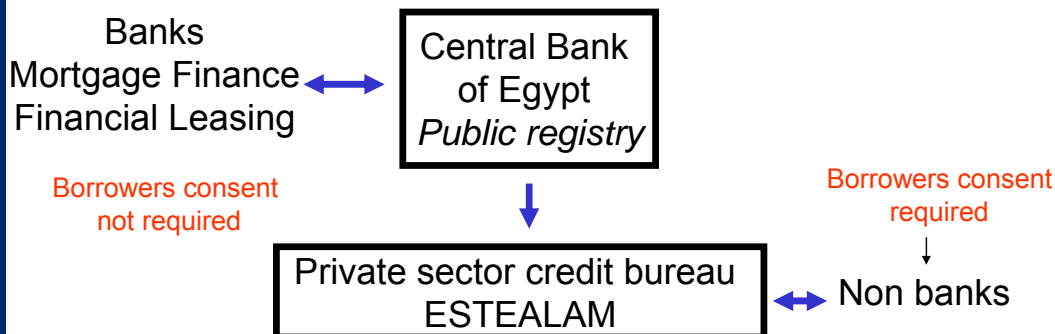 Banks
Mortgage Finance
Financial Leasing
Central Bank
of Egypt
Public registry
Borrowers consent
not required
Borrowers consent
required
Private sector credit bureau
ESTEALAM
Non banks